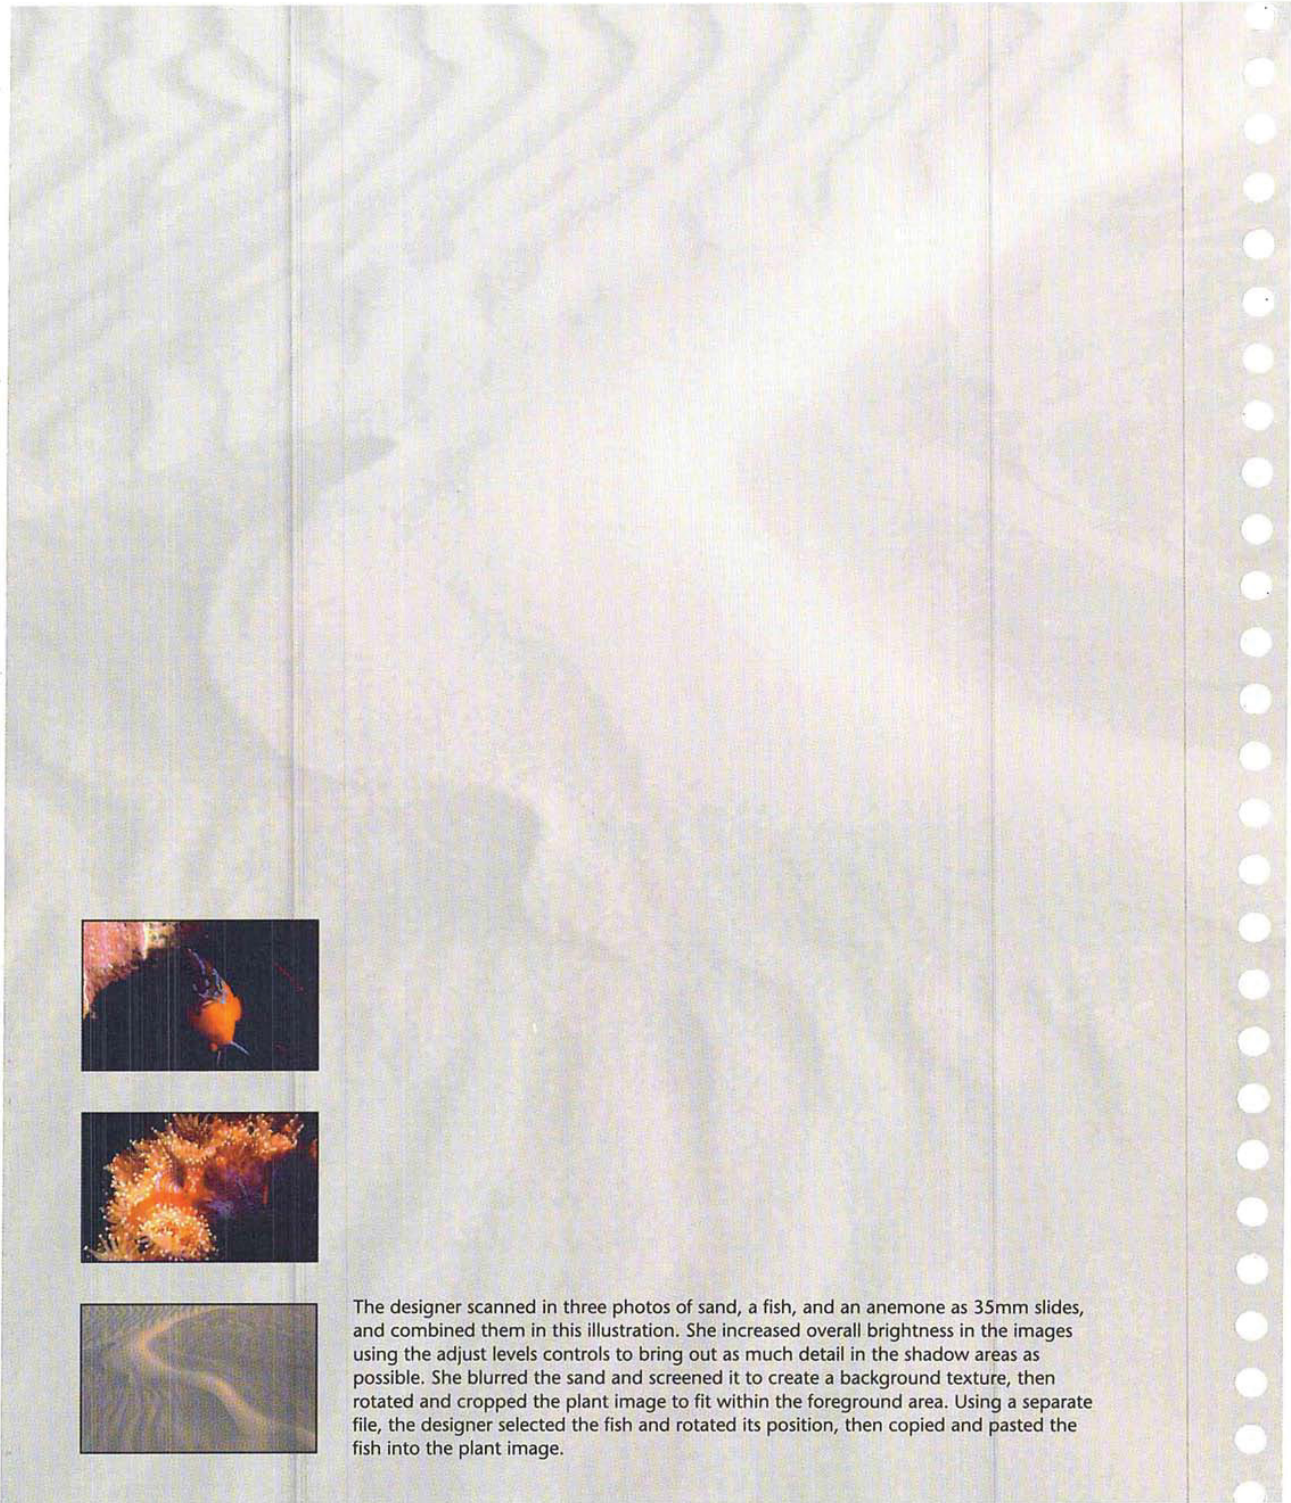 The designer scanned in three photos of sand, a fish, and an anemone as 35mm slides,
and combined them in this illustration. She increased overall brightness in the images
using the adjust levels controls to bring out as much detail in the shadow areas as
possible. She blurred the sand and screened it to create a background texture, then
rotated and cropped the plant image to fit within the foreground area. Using a separate
file, the designer selected the fish and rotated its position, then copied and pasted the
fish into the plant image.